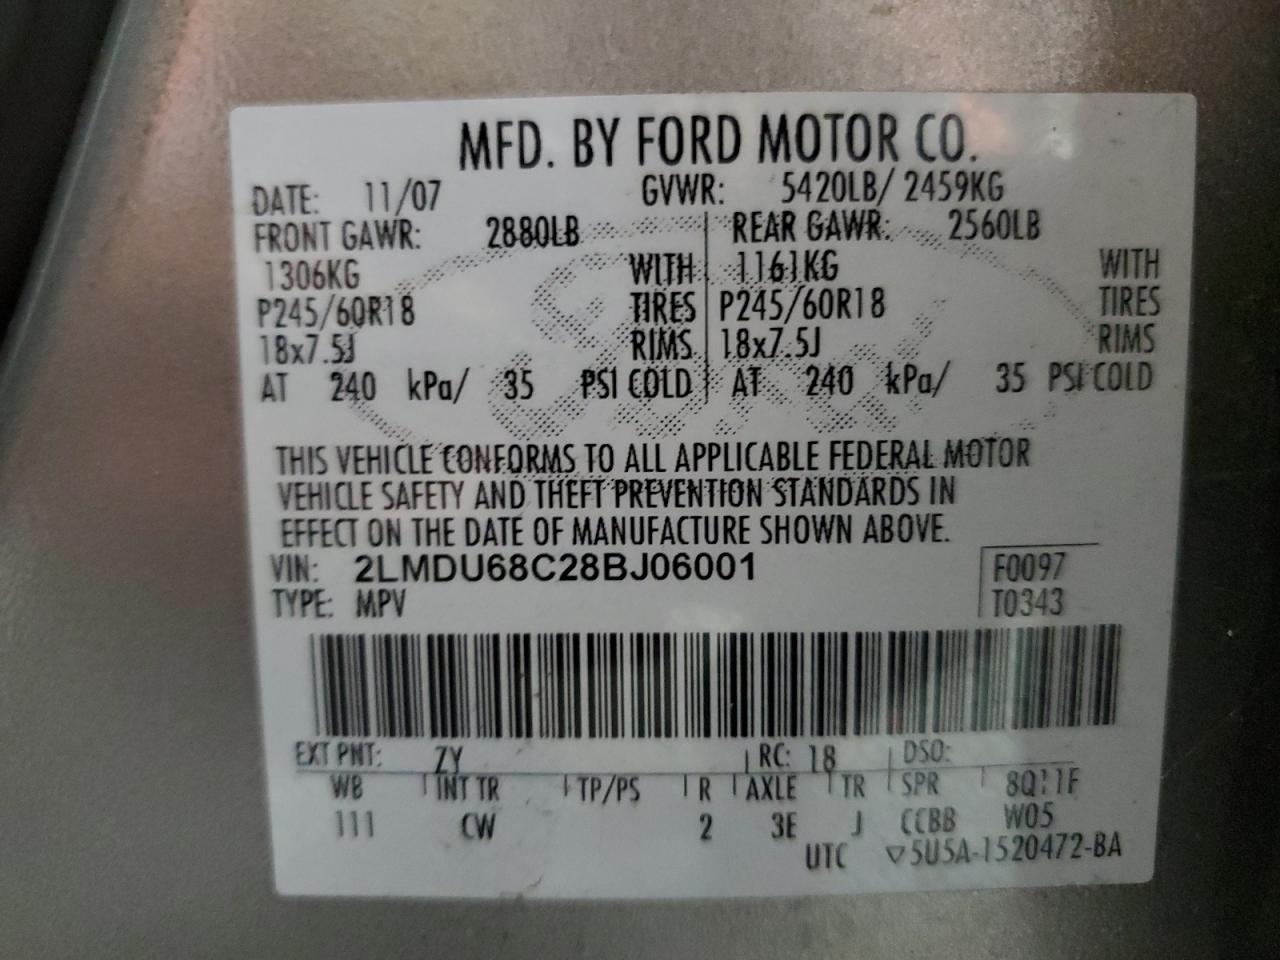 MFD. BY FORD MOTOR CO.
DATE: 11/07 GVWR: 5420LB/ 2459KG
FRONT GAWR: 2880LB REAR GAWR: 2560LB
1306KG WITH 1161KG WITH
P245/60R18 TIRES P245/60R18 TIRES
18x7.5J RIMS 18x7.5J RIMS
AT 240 kPa/ 35 PSI COLD AT 240 kPa/ 35 PSI COLD
THIS VEHICLE CONFORMS TO ALL APPLICABLE FEDERAL MOTOR
VEHICLE SAFETY AND THEFT PREVENTION STANDARDS IN
EFFECT ON THE DATE OF MANUFACTURE SHOWN ABOVE.
VIN: 2LMDU68C28BJ06001 F0097
TYPE: MPV T0343
EXT PNT: ZY RC: 18 DSO:
WB INT TR TP/PS R AXLE TR SPR
111 CW 2 3E J CCBB W05
UTC ▽5U5A-1520472-BA